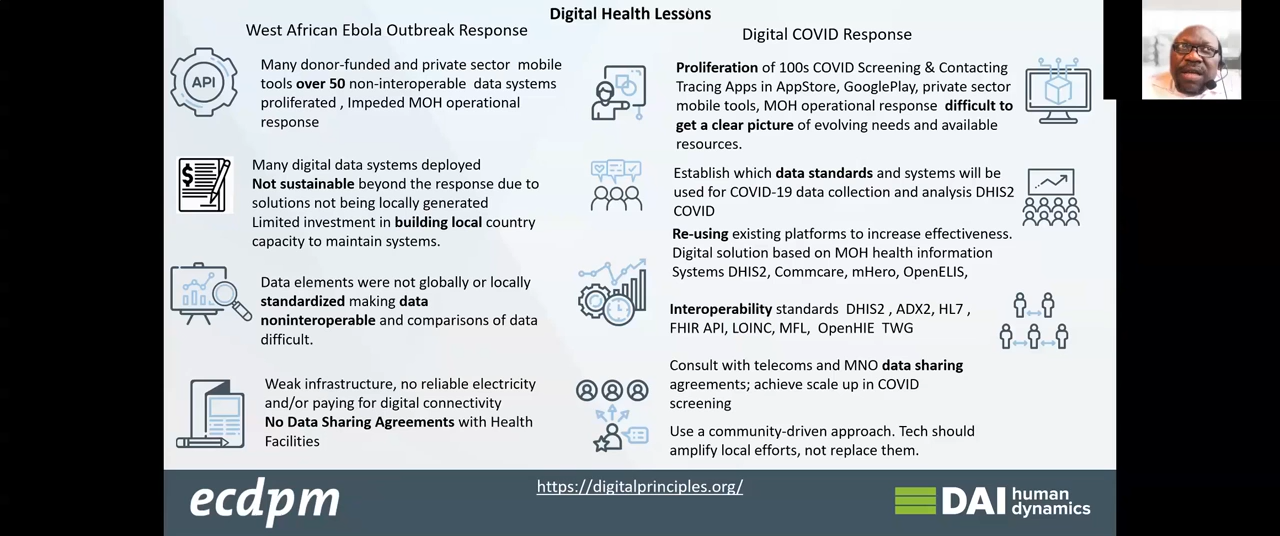 Digital Health Lessons
West African Ebola Outbreak Response
API
Many donor-funded and private sector mobile
tools over 50 non-interoperable data systems
proliferated , Impeded MOH operational
response
$
Many digital data systems deployed
Not sustainable beyond the response due to
solutions not being locally generated
Limited investment in building local country
capacity to maintain systems.
Data elements were not globally or locally
standardized making data
noninteroperable and comparisons of data
difficult.
Weak infrastructure, no reliable electricity
and/or paying for digital connectivity
No Data Sharing Agreements with Health
Facilities
Digital COVID Response
Proliferation of 100s COVID Screening & Contacting
Tracing Apps in AppStore, GooglePlay, private sector
mobile tools, MOH operational response difficult to
get a clear picture of evolving needs and available
resources.
Establish which data standards and systems will be
used for COVID-19 data collection and analysis DHIS2
COVID
Re-using existing platforms to increase effectiveness.
Digital solution based on MOH health information
Systems DHIS2, Commcare, mHero, OpenELIS,
Interoperability standards DHIS2 , ADX2, HL7 ,
FHIR API, LOINC, MFL, OpenHIE TWG
Consult with telecoms and MNO data sharing
agreements; achieve scale up in COVID
screening
Use a community-driven approach. Tech should
amplify local efforts, not replace them.
ecdpm
https://digitalprinciples.org/
DAI human
dynamics